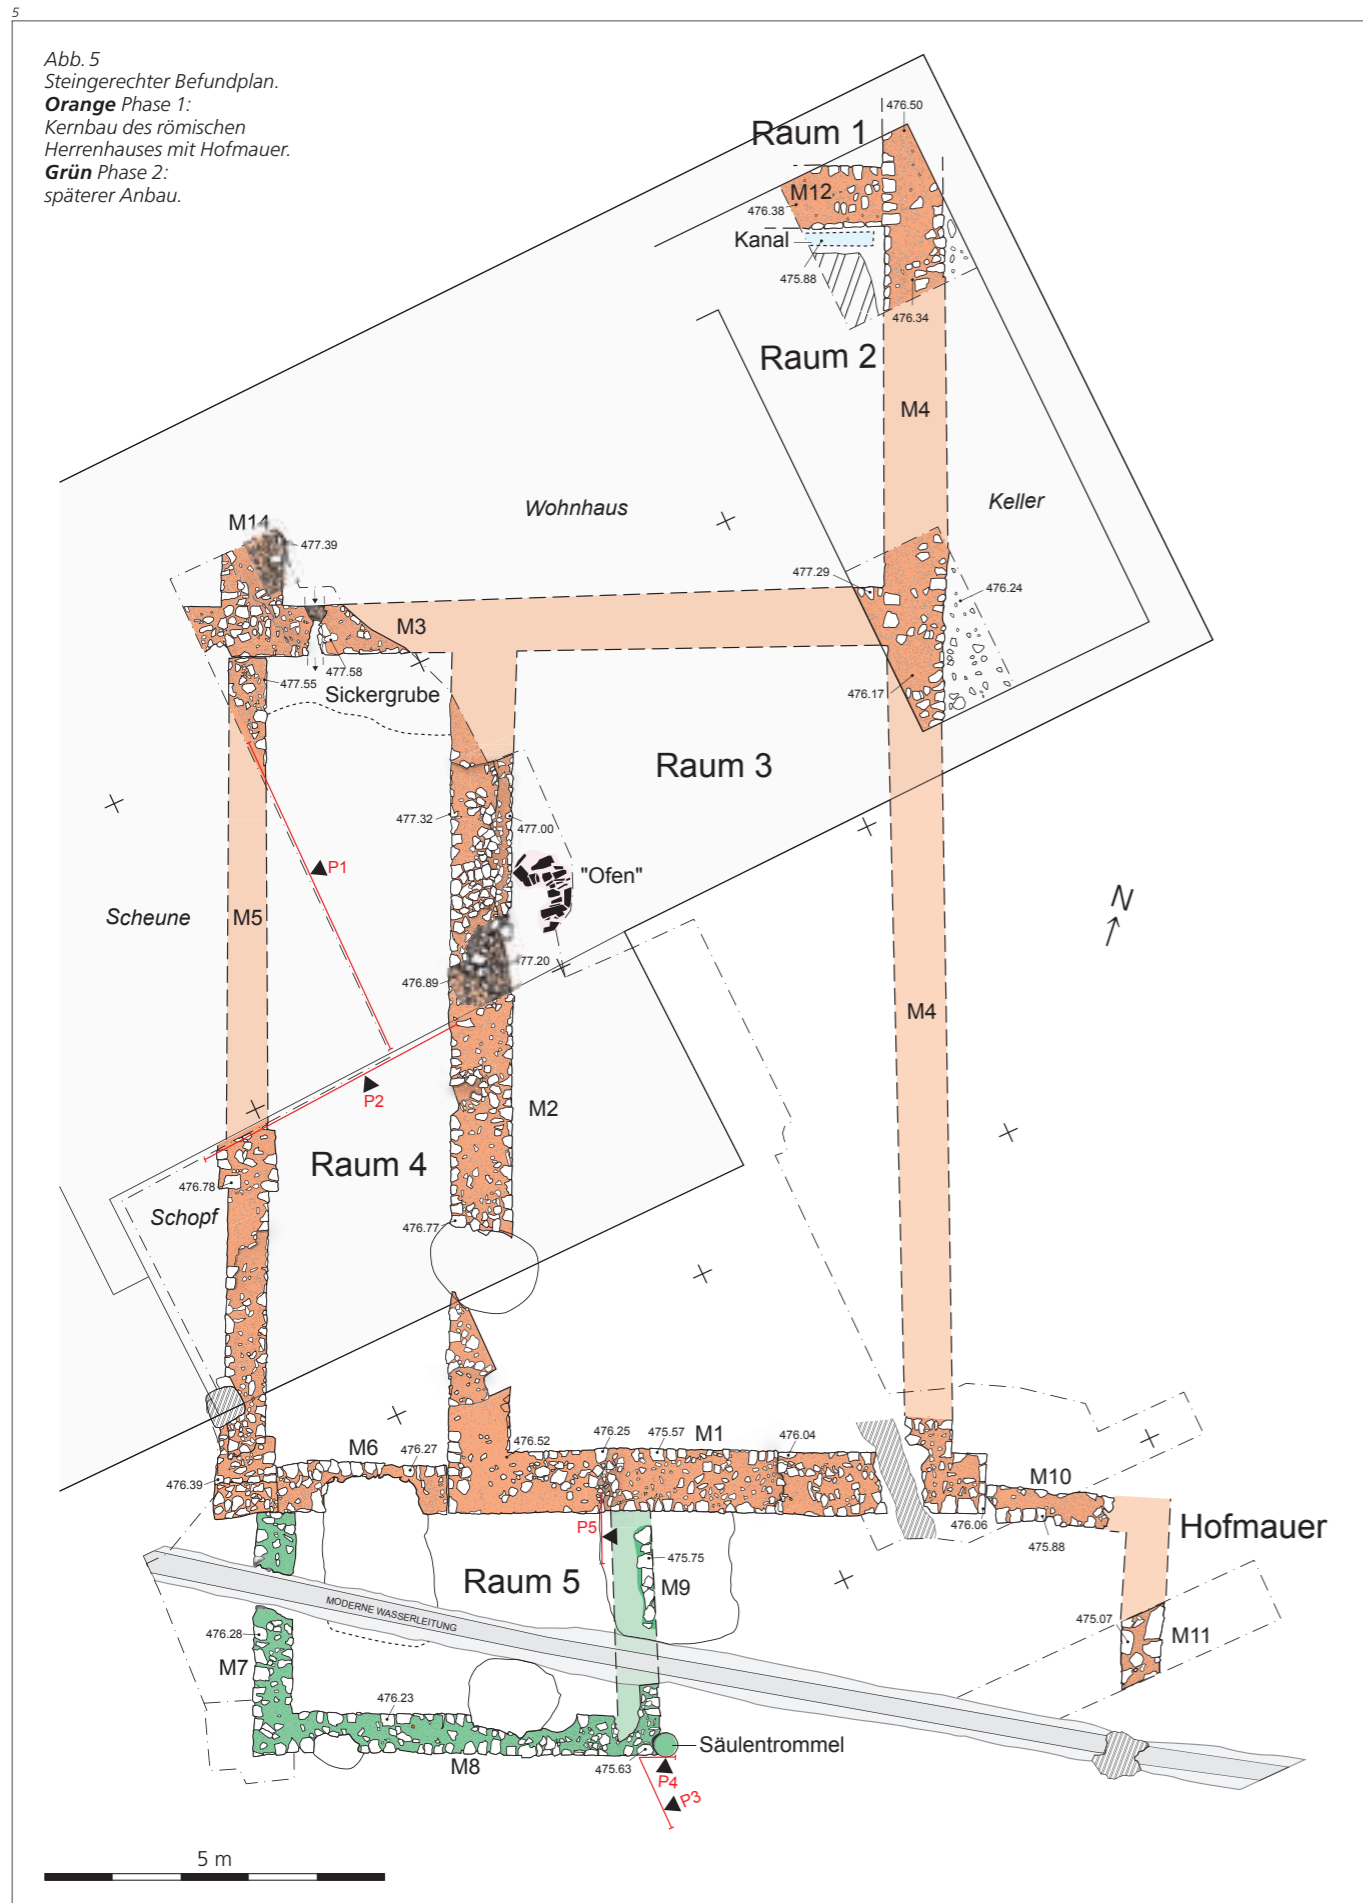 5
Abb. 5
Steingerechter Befundplan.
Orange Phase 1:
Kernbau des römischen
Herrenhauses mit Hofmauer.
Grün Phase 2:
späterer Anbau.
476.50
Raum 1
M12
476.38
Kanal
475.88
476.34
Raum 2
M4
Keller
Wohnhaus
M14
477.39
477.29
476.24
M3
477.58
477.55
Sickergrube
476.17
Raum 3
477.32
477.00
P1
"Ofen"
N
Scheune
M5
477.20
476.89
M4
P2
M2
Raum 4
476.78
Schopf
476.77
M6
476.27
476.52
476.25
475.57
M1
476.04
476.39
M10
P5
476.06
475.88
Hofmauer
475.75
Raum 5
M9
MODERNE WASSERLEITUNG
475.07
M11
476.28
M7
476.23
Säulentrommel
M8
475.63
P4
P3
5 m